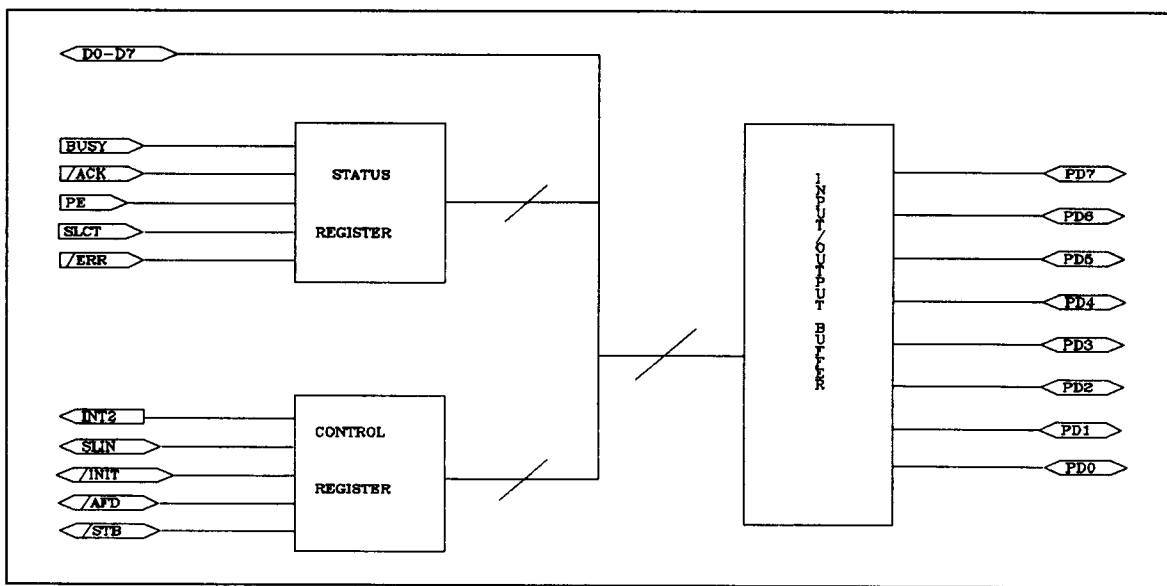 D0-D7
BUSY
/ACK
PE
SLCT
/ERR
STATUS
REGISTER
INT2
SLIN
/INIT
/AFD
/STB
CONTROL
REGISTER
INPUT/OUTPUT BUFFER
PD7
PD6
PD5
PD4
PD3
PD2
PD1
PD0